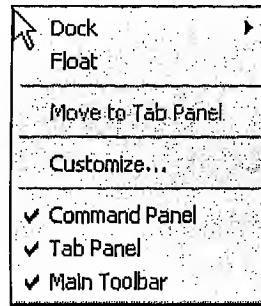 Dock
Float
Move to Tab Panel
Customize...
Command Panel
Tab Panel
Main Toolbar